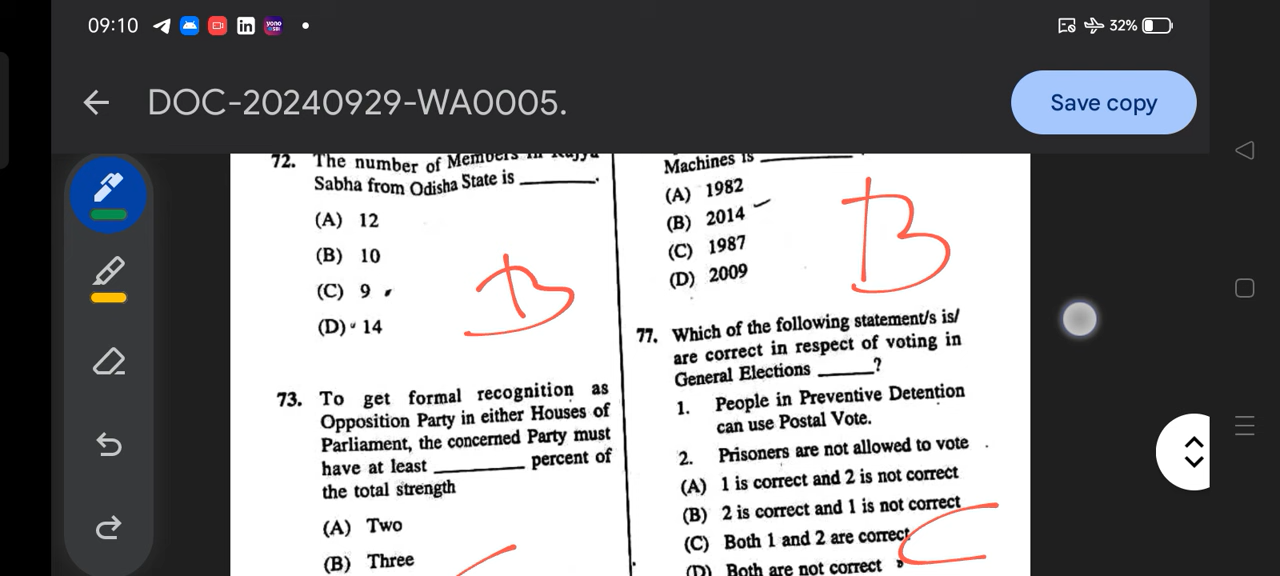 09:10
32%
DOC-20240929-WA0005.
Save copy
72. The number of Members in Rajya
Sabha from Odisha State is ________.
(A) 12
(B) 10
(C) 9
(D) 14
B
73. To get formal recognition as
Opposition Party in either Houses of
Parliament, the concerned Party must
have at least ________ percent of
the total strength
(A) Two
(B) Three
Machines is ________.
(A) 1982
(B) 2014
(C) 1987
(D) 2009
B
77. Which of the following statement/s is/
are correct in respect of voting in
General Elections ______?
1. People in Preventive Detention
can use Postal Vote.
2. Prisoners are not allowed to vote
(A) 1 is correct and 2 is not correct
(B) 2 is correct and 1 is not correct
(C) Both 1 and 2 are correct
(D) Both are not correct
C